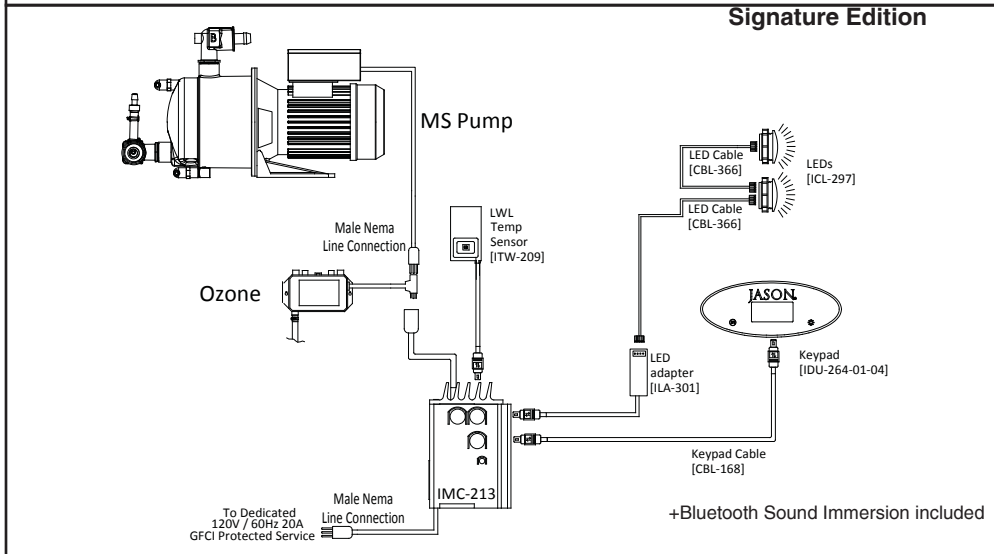 Signature Edition
B
MS Pump
Male Nema
Line Connection
Ozone
LWL
Temp
Sensor
[ITW-209]
LED Cable
[CBL-366]
LEDs
[ICL-297]
LED Cable
[CBL-366]
JASON
Keypad
[IDU-264-01-04]
LED
adapter
[ILA-301]
Keypad Cable
[CBL-168]
IMC-213
Male Nema
Line Connection
To Dedicated
120V / 60Hz 20A
GFCI Protected Service
+Bluetooth Sound Immersion included